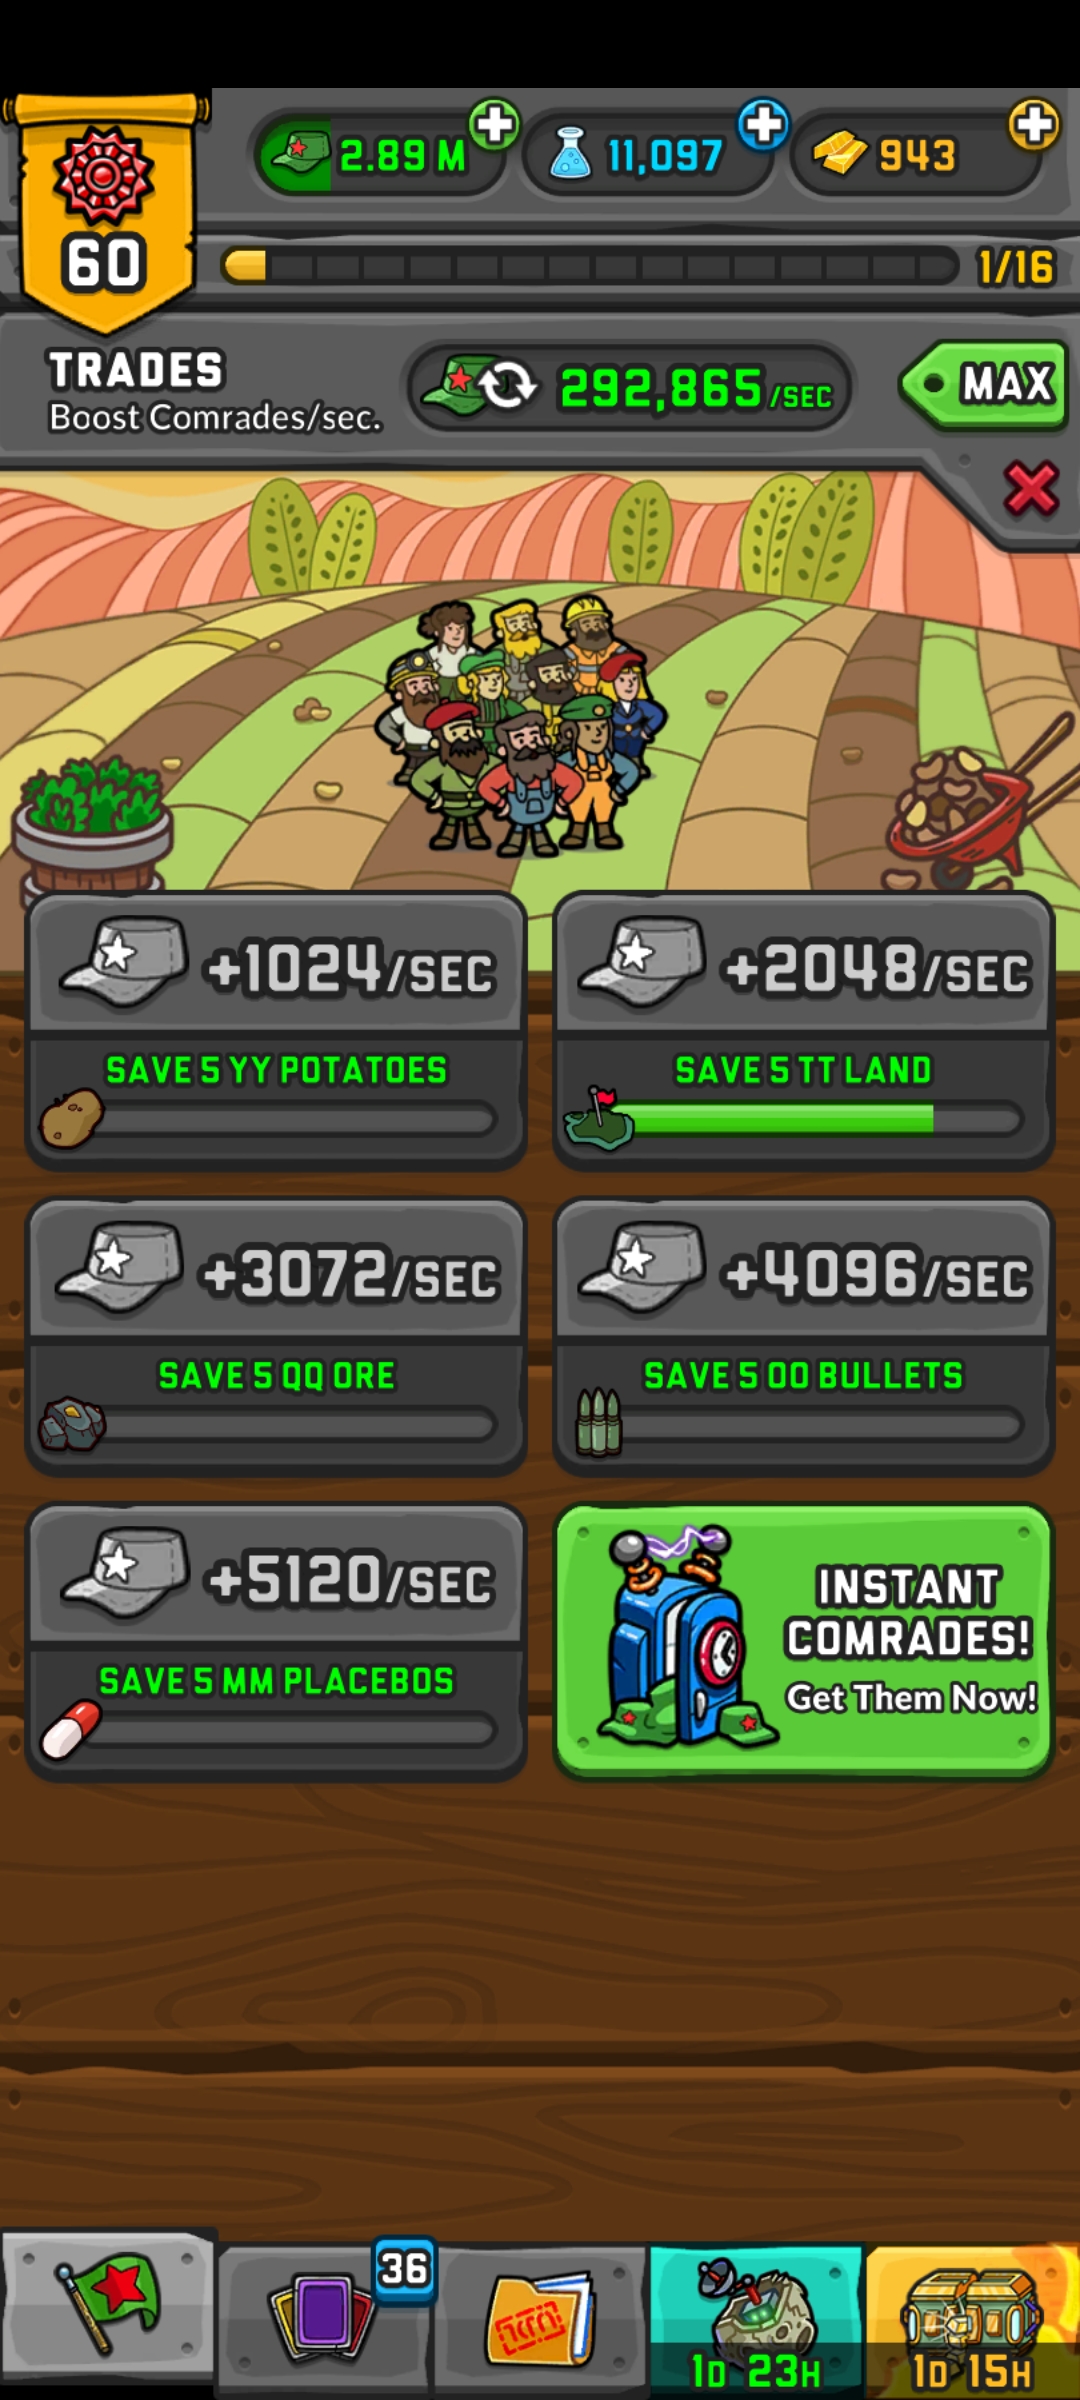 2.89 M
11,097
943
60
1/16
TRADES
Boost Comrades/sec.
292,865/SEC
MAX
+1024/SEC
SAVE 5 YY POTATOES
+2048/SEC
SAVE 5 TT LAND
+3072/SEC
SAVE 5 QQ ORE
+4096/SEC
SAVE 5 OO BULLETS
+5120/SEC
SAVE 5 MM PLACEBOS
INSTANT
COMRADES!
Get Them Now!
36
1D 23H
1D 15H